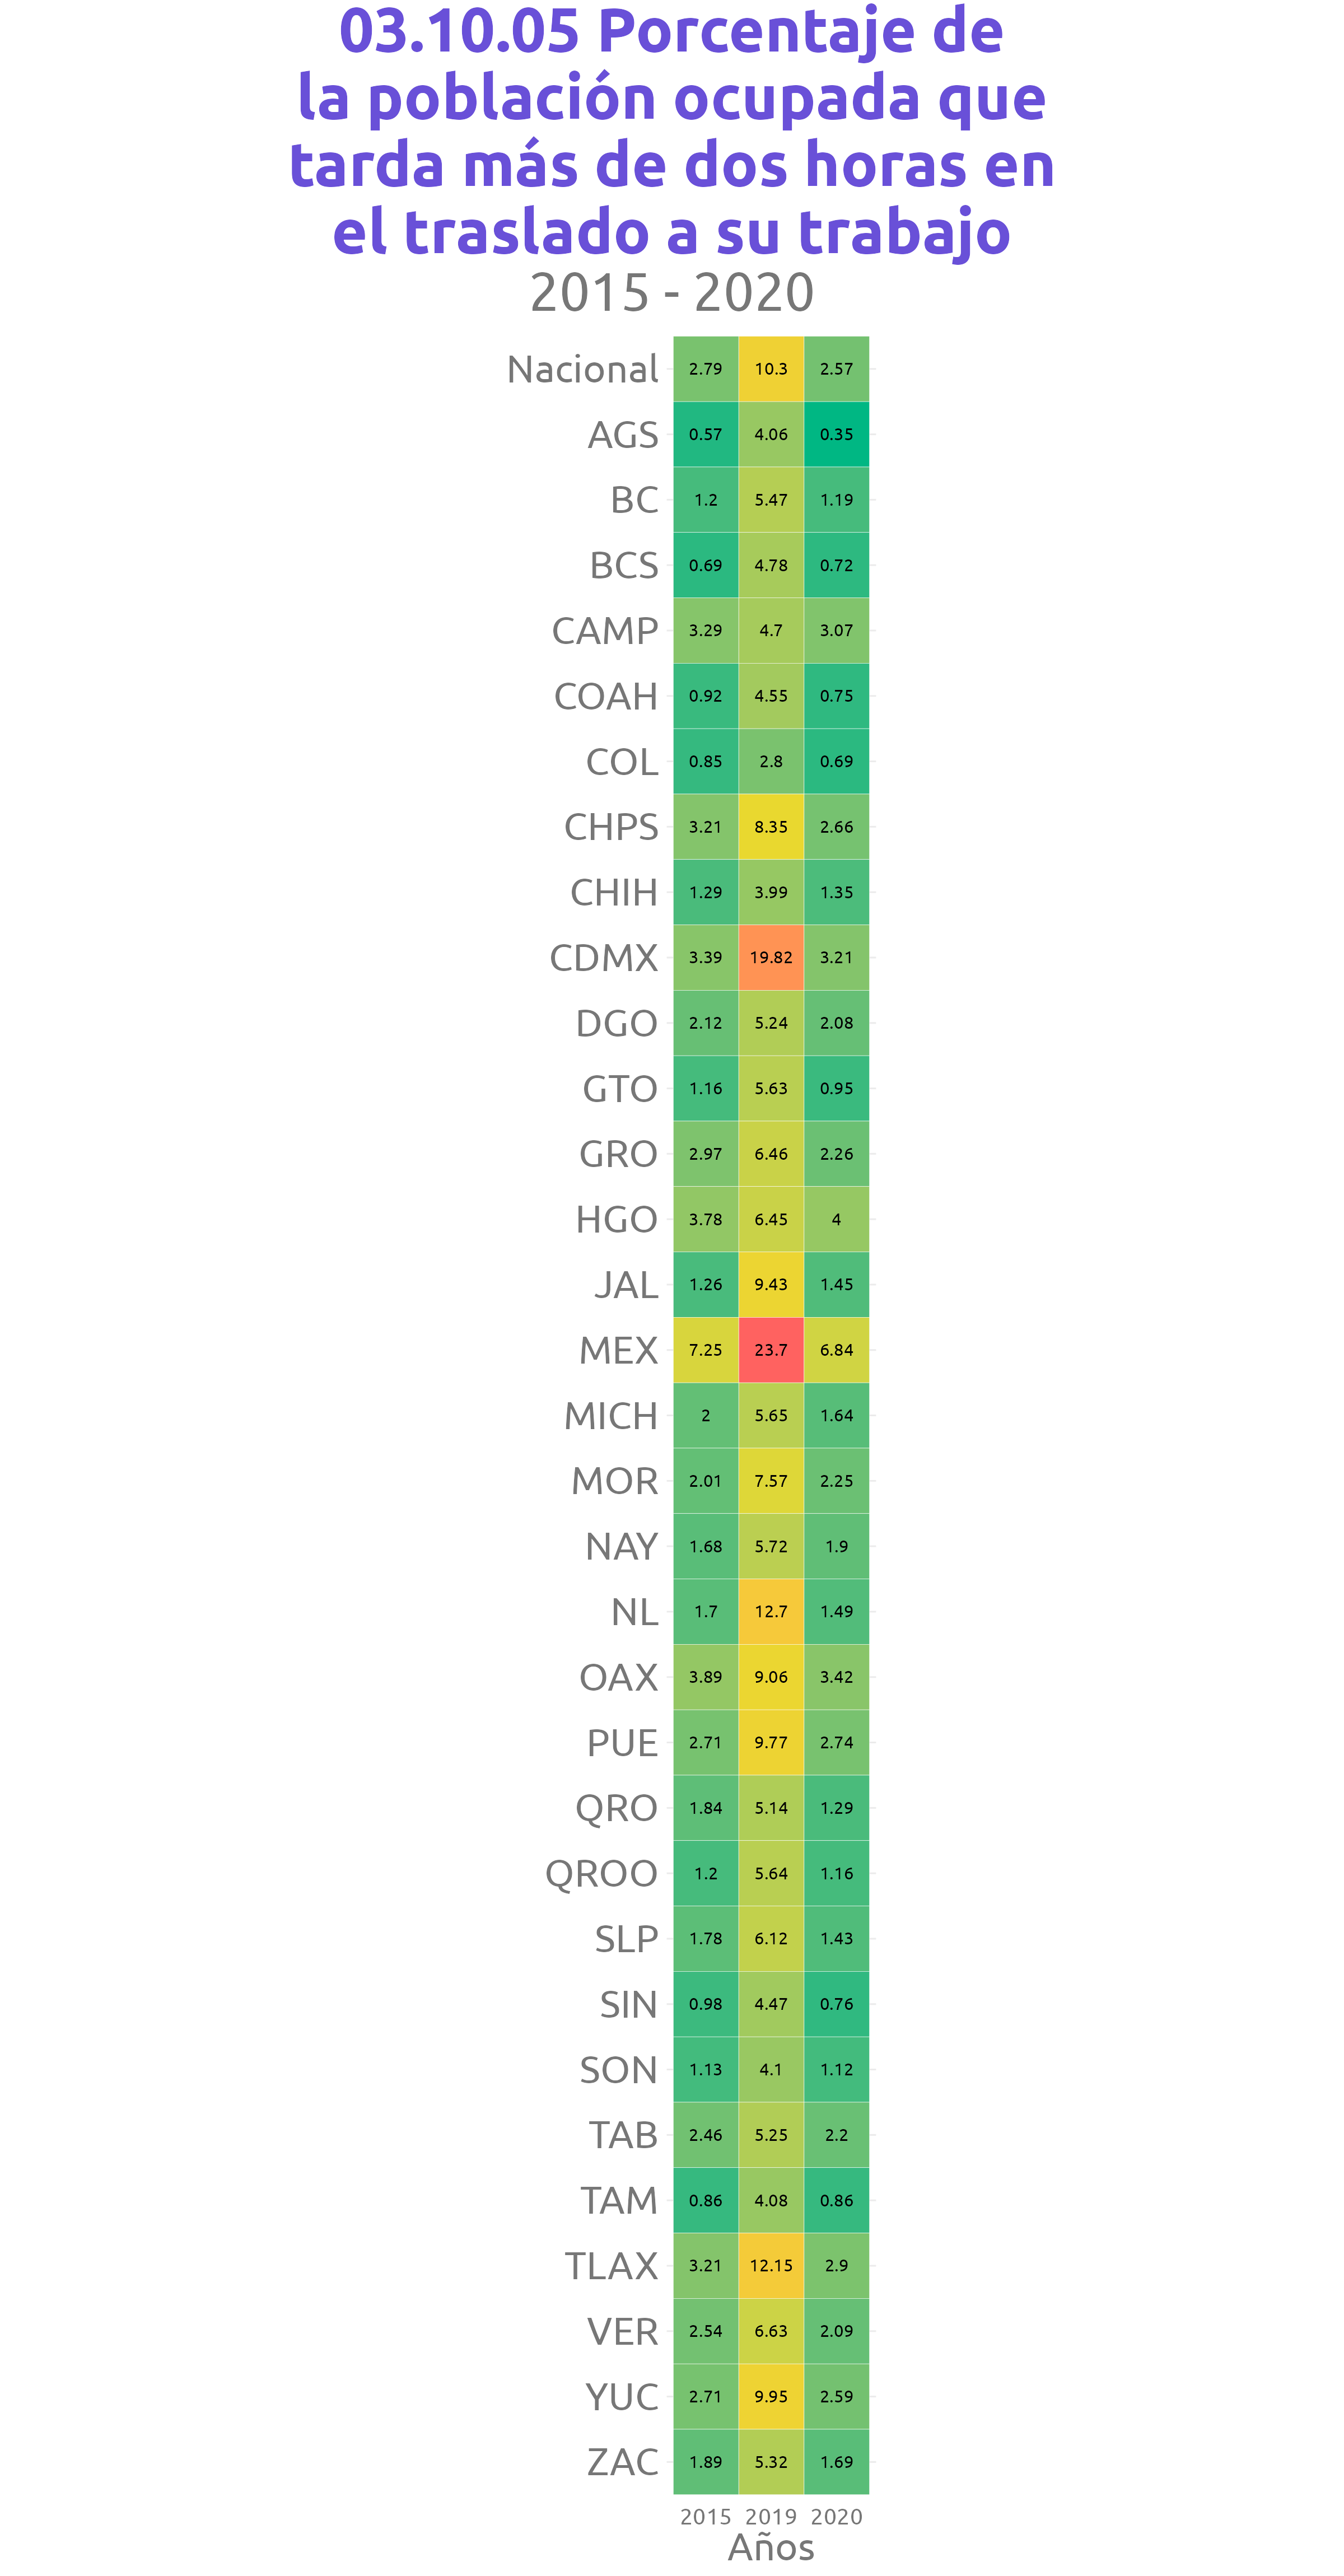 03.10.05 Porcentaje de
la población ocupada que
tarda más de dos horas en
el traslado a su trabajo
2015 - 2020
Nacional 2.79 10.3 2.57
AGS 0.57 4.06 0.35
BC 1.2 5.47 1.19
BCS 0.69 4.78 0.72
CAMP 3.29 4.7 3.07
COAH 0.92 4.55 0.75
COL 0.85 2.8 0.69
CHPS 3.21 8.35 2.66
CHIH 1.29 3.99 1.35
CDMX 3.39 19.82 3.21
DGO 2.12 5.24 2.08
GTO 1.16 5.63 0.95
GRO 2.97 6.46 2.26
HGO 3.78 6.45 4
JAL 1.26 9.43 1.45
MEX 7.25 23.7 6.84
MICH 2 5.65 1.64
MOR 2.01 7.57 2.25
NAY 1.68 5.72 1.9
NL 1.7 12.7 1.49
OAX 3.89 9.06 3.42
PUE 2.71 9.77 2.74
QRO 1.84 5.14 1.29
QROO 1.2 5.64 1.16
SLP 1.78 6.12 1.43
SIN 0.98 4.47 0.76
SON 1.13 4.1 1.12
TAB 2.46 5.25 2.2
TAM 0.86 4.08 0.86
TLAX 3.21 12.15 2.9
VER 2.54 6.63 2.09
YUC 2.71 9.95 2.59
ZAC 1.89 5.32 1.69
2015 2019 2020
Años